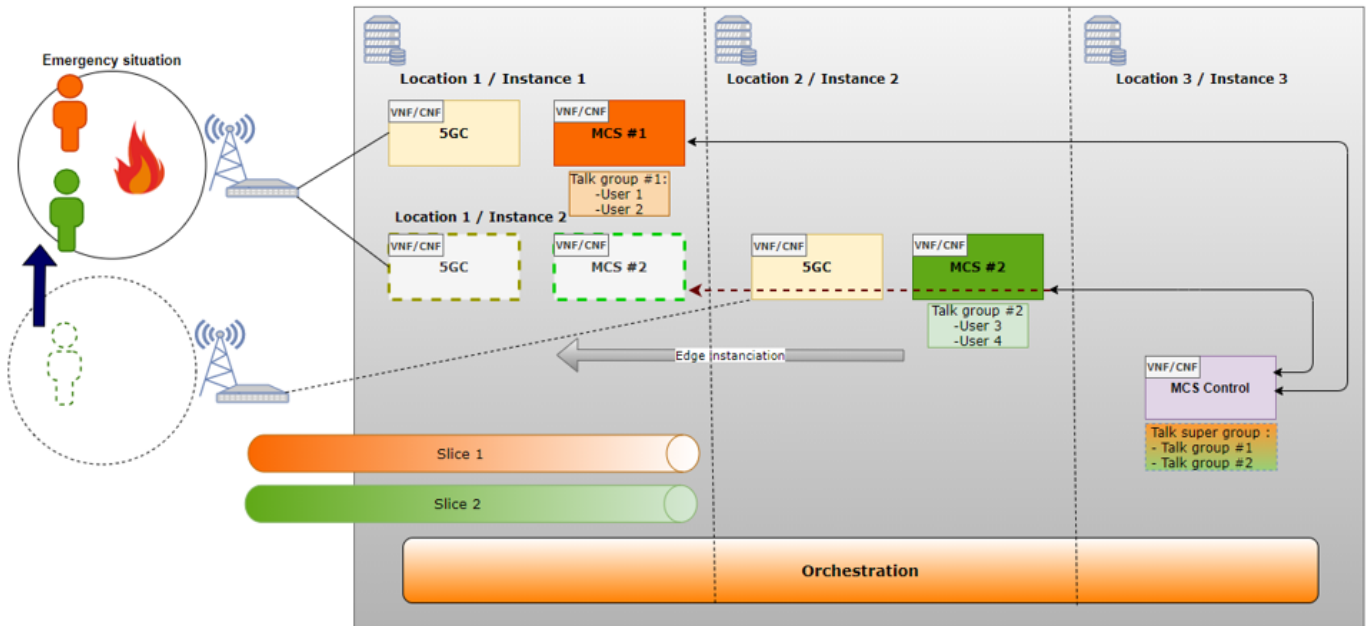 Emergency situation
Location 1 / Instance 1
Location 2 / Instance 2
Location 3 / Instance 3
VNF/CNF
5GC
VNF/CNF
MCS #1
Talk group #1:
-User 1
-User 2
Location 1 / Instance 2
VNF/CNF
5GC
VNF/CNF
MCS #2
VNF/CNF
5GC
VNF/CNF
MCS #2
Talk group #2
-User 3
-User 4
Edge Instanciation
VNF/CNF
MCS Control
Talk super group :
- Talk group #1
- Talk group #2
Slice 1
Slice 2
Orchestration